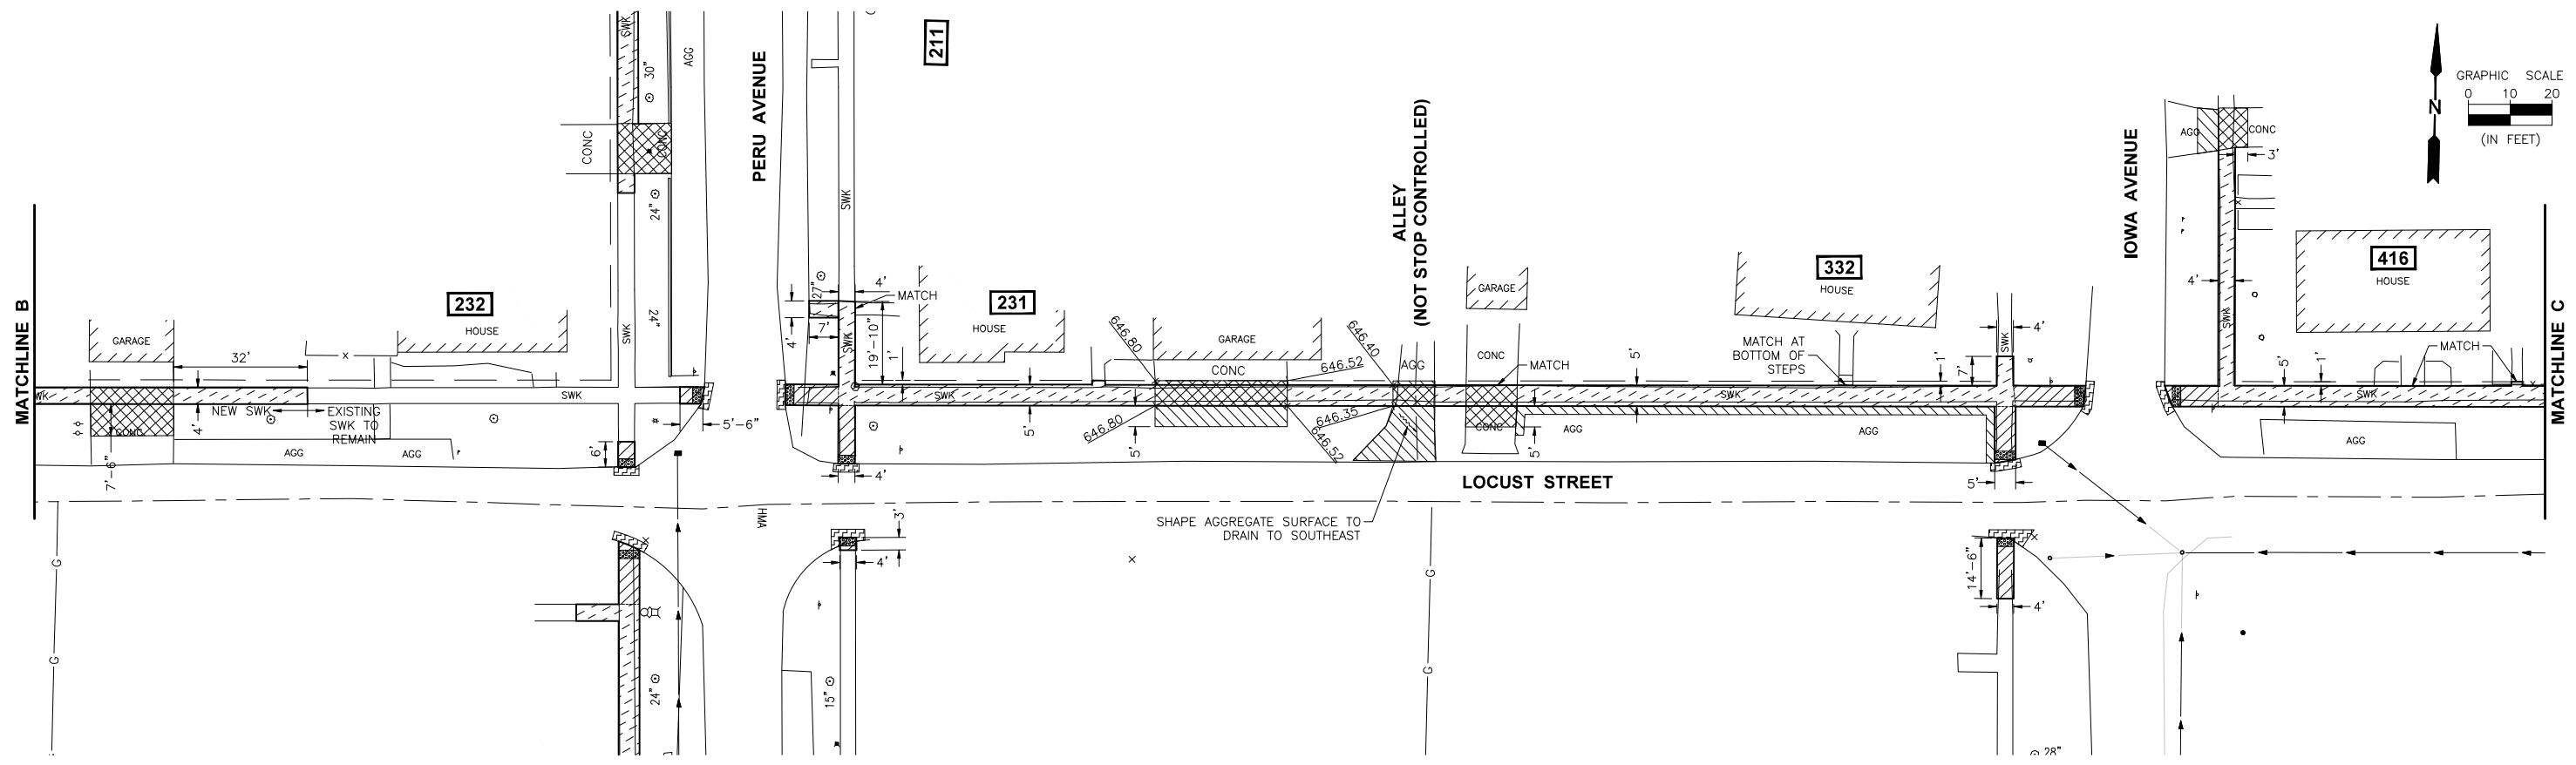 MATCHLINE B
GARAGE
232
HOUSE
32'
WK
NEW SWK
EXISTING
SWK TO
REMAIN
4'
CONC
7'-6"
AGG
AGG
SWK
SWK
30"
CONC
CONC
24"
24"
SWK
AGG
6'
5'-6"
PERU AVENUE
211
SWK
27"
4'
MATCH
4'
7'
SWK
19'-10"
1'
231
HOUSE
SWK
5'
4'
646.80
646.80
GARAGE
CONC
646.52
646.52
5'
646.40
646.35
ALLEY
(NOT STOP CONTROLLED)
AGG
GARAGE
CONC
MATCH
CONC
5'
AGG
5'
332
HOUSE
MATCH AT
BOTTOM OF
STEPS
SWK
AGG
1'
7'
SWK
4'
5'
LOCUST STREET
SHAPE AGGREGATE SURFACE TO
DRAIN TO SOUTHEAST
HMA
3'
4'
G
G
24"
15"
G
G
14'-6"
4'
28"
IOWA AVENUE
AGG
CONC
3'
4'
SWK
416
HOUSE
5'
1'
MATCH
SWK
AGG
MATCHLINE C
N
GRAPHIC SCALE
0 10 20
(IN FEET)